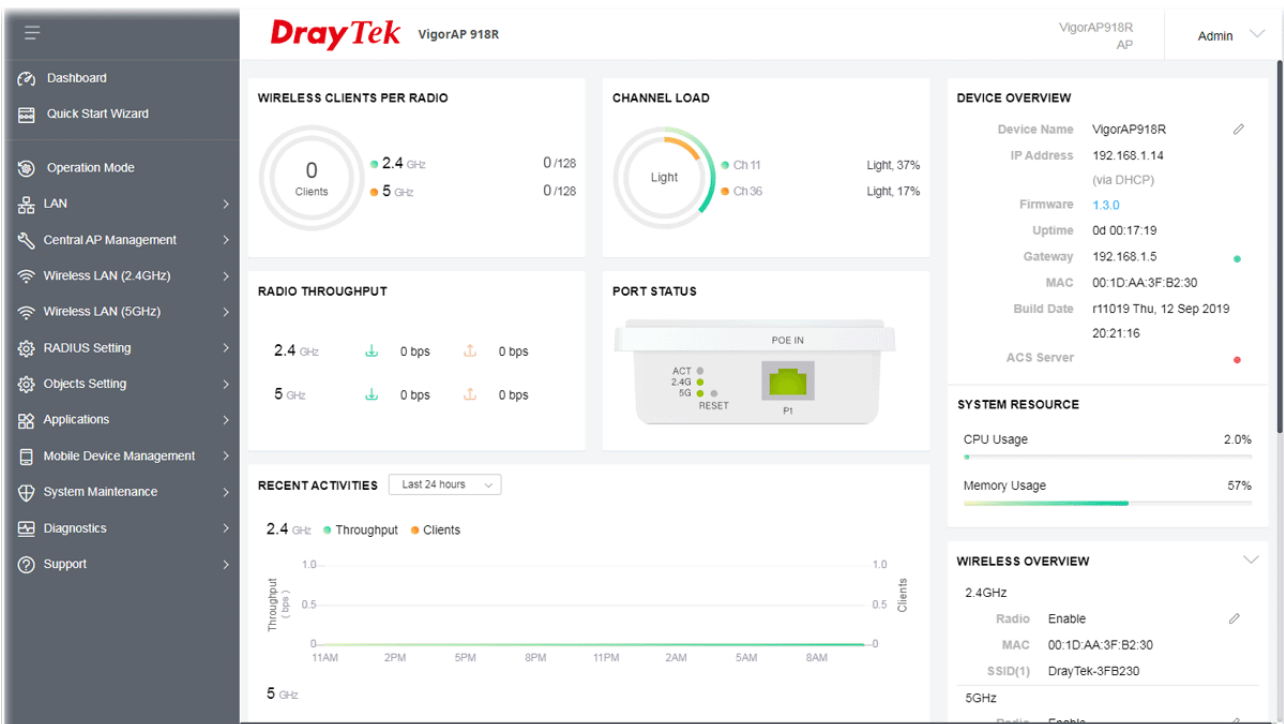 DrayTek VigorAP 918R
VigorAP918R
AP
Admin
Dashboard
Quick Start Wizard
Operation Mode
LAN
Central AP Management
Wireless LAN (2.4GHz)
Wireless LAN (5GHz)
RADIUS Setting
Objects Setting
Applications
Mobile Device Management
System Maintenance
Diagnostics
Support
WIRELESS CLIENTS PER RADIO
0
Clients
2.4 GHz 0 /128
5 GHz 0 /128
CHANNEL LOAD
Light
Ch 11 Light, 37%
Ch 36 Light, 17%
RADIO THROUGHPUT
2.4 GHz 0 bps 0 bps
5 GHz 0 bps 0 bps
PORT STATUS
POE IN
ACT
2.4G
5G
RESET
P1
RECENT ACTIVITIES Last 24 hours
2.4 GHz Throughput Clients
Throughput
( bps )
1.0
0.5
0
1.0
0.5
0
Clients
11AM 2PM 5PM 8PM 11PM 2AM 5AM 8AM
5 GHz
DEVICE OVERVIEW
Device Name VigorAP918R
IP Address 192.168.1.14
(via DHCP)
Firmware 1.3.0
Uptime 0d 00:17:19
Gateway 192.168.1.5
MAC 00:1D:AA:3F:B2:30
Build Date r11019 Thu, 12 Sep 2019
20:21:16
ACS Server
SYSTEM RESOURCE
CPU Usage 2.0%
Memory Usage 57%
WIRELESS OVERVIEW
2.4GHz
Radio Enable
MAC 00:1D:AA:3F:B2:30
SSID(1) DrayTek-3FB230
5GHz
Radio Enable